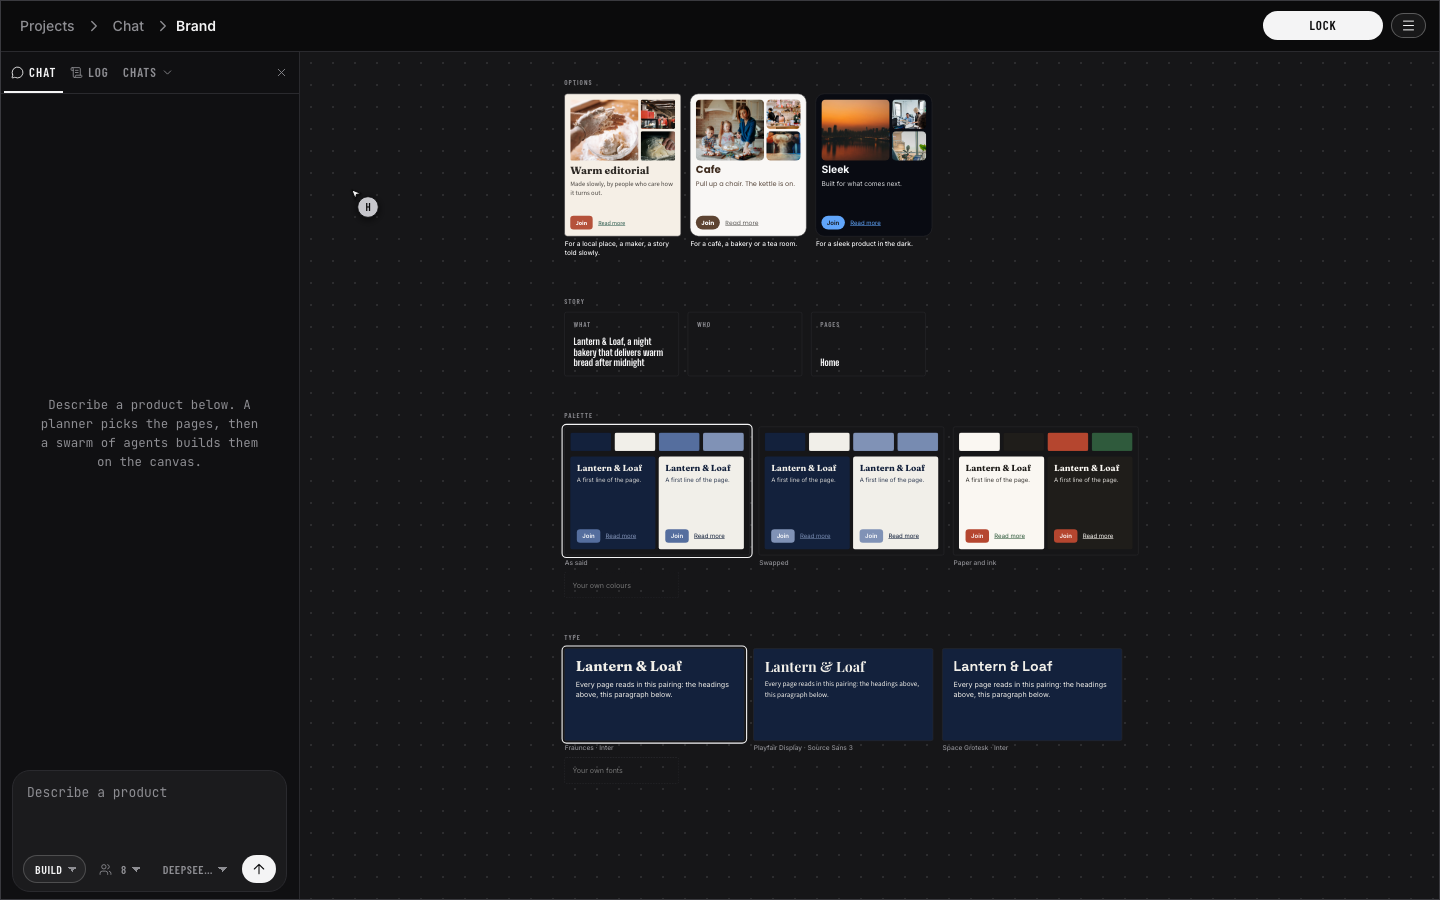 Projects
Chat
Brand
LOCK
CHAT
LOG
CHATS
Describe a product below. A
planner picks the pages, then
a swarm of agents builds them
on the canvas.
Describe a product
BUILD
8
DEEPSEE...
H
OPTIONS
Warm editorial
Made slowly, by people who care how
it turns out.
Join
Read more
For a local place, a maker, a story
told slowly.
Cafe
Pull up a chair. The kettle is on.
Join
Read more
For a café, a bakery or a tea room.
Sleek
Built for what comes next.
Join
Read more
For a sleek product in the dark.
STORY
WHAT
Lantern & Loaf, a night
bakery that delivers warm
bread after midnight
WHO
PAGES
Home
PALETTE
Lantern & Loaf
A first line of the page.
Join
Read more
Lantern & Loaf
A first line of the page.
Join
Read more
As said
Lantern & Loaf
A first line of the page.
Join
Read more
Lantern & Loaf
A first line of the page.
Join
Read more
Swapped
Lantern & Loaf
A first line of the page.
Join
Read more
Lantern & Loaf
A first line of the page.
Join
Read more
Paper and ink
Your own colours
TYPE
Lantern & Loaf
Every page reads in this pairing: the headings
above, this paragraph below.
Fraunces · Inter
Lantern & Loaf
Every page reads in this pairing: the headings above,
this paragraph below.
Playfair Display · Source Sans 3
Lantern & Loaf
Every page reads in this pairing: the headings
above, this paragraph below.
Space Grotesk · Inter
Your own fonts